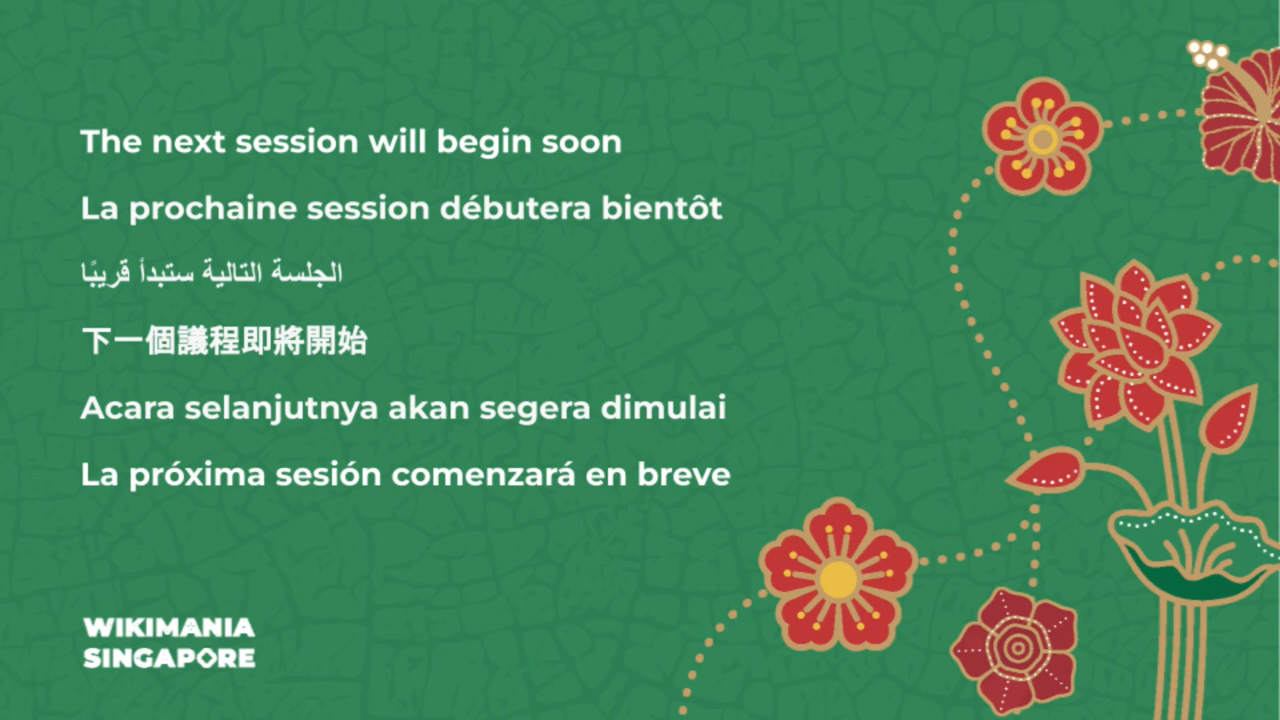 The next session will begin soon
La prochaine session débutera bientôt
الجلسة التالية ستبدأ قريبًا
下一個議程即將開始
Acara selanjutnya akan segera dimulai
La próxima sesión comenzará en breve
WIKIMANIA
SINGAPORE